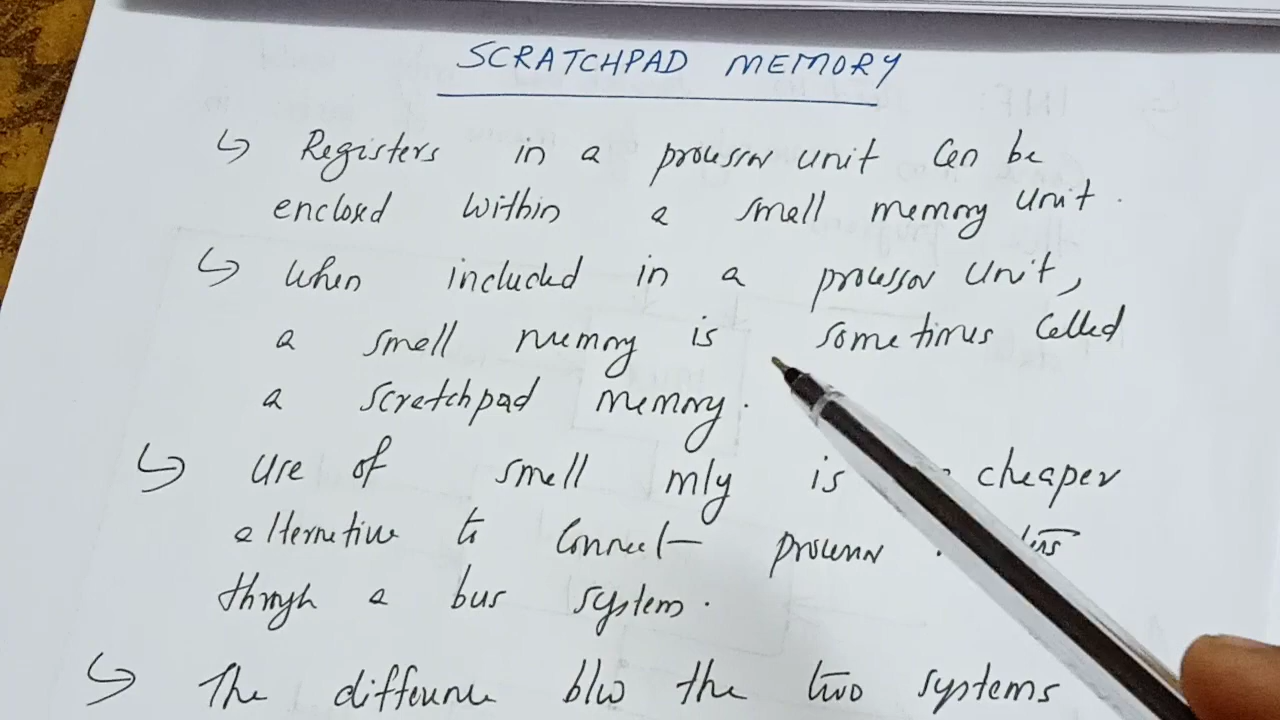 SCRATCHPAD MEMORY
↳ Registers in a processor unit can be
enclosed within a small memory unit.
↳ When included in a processor unit,
a small memory is sometimes called
a scratchpad memory.
↳ Use of small mly is cheaper
alternative to connect processor
through a bus system.
↳ The difference b/w the two systems